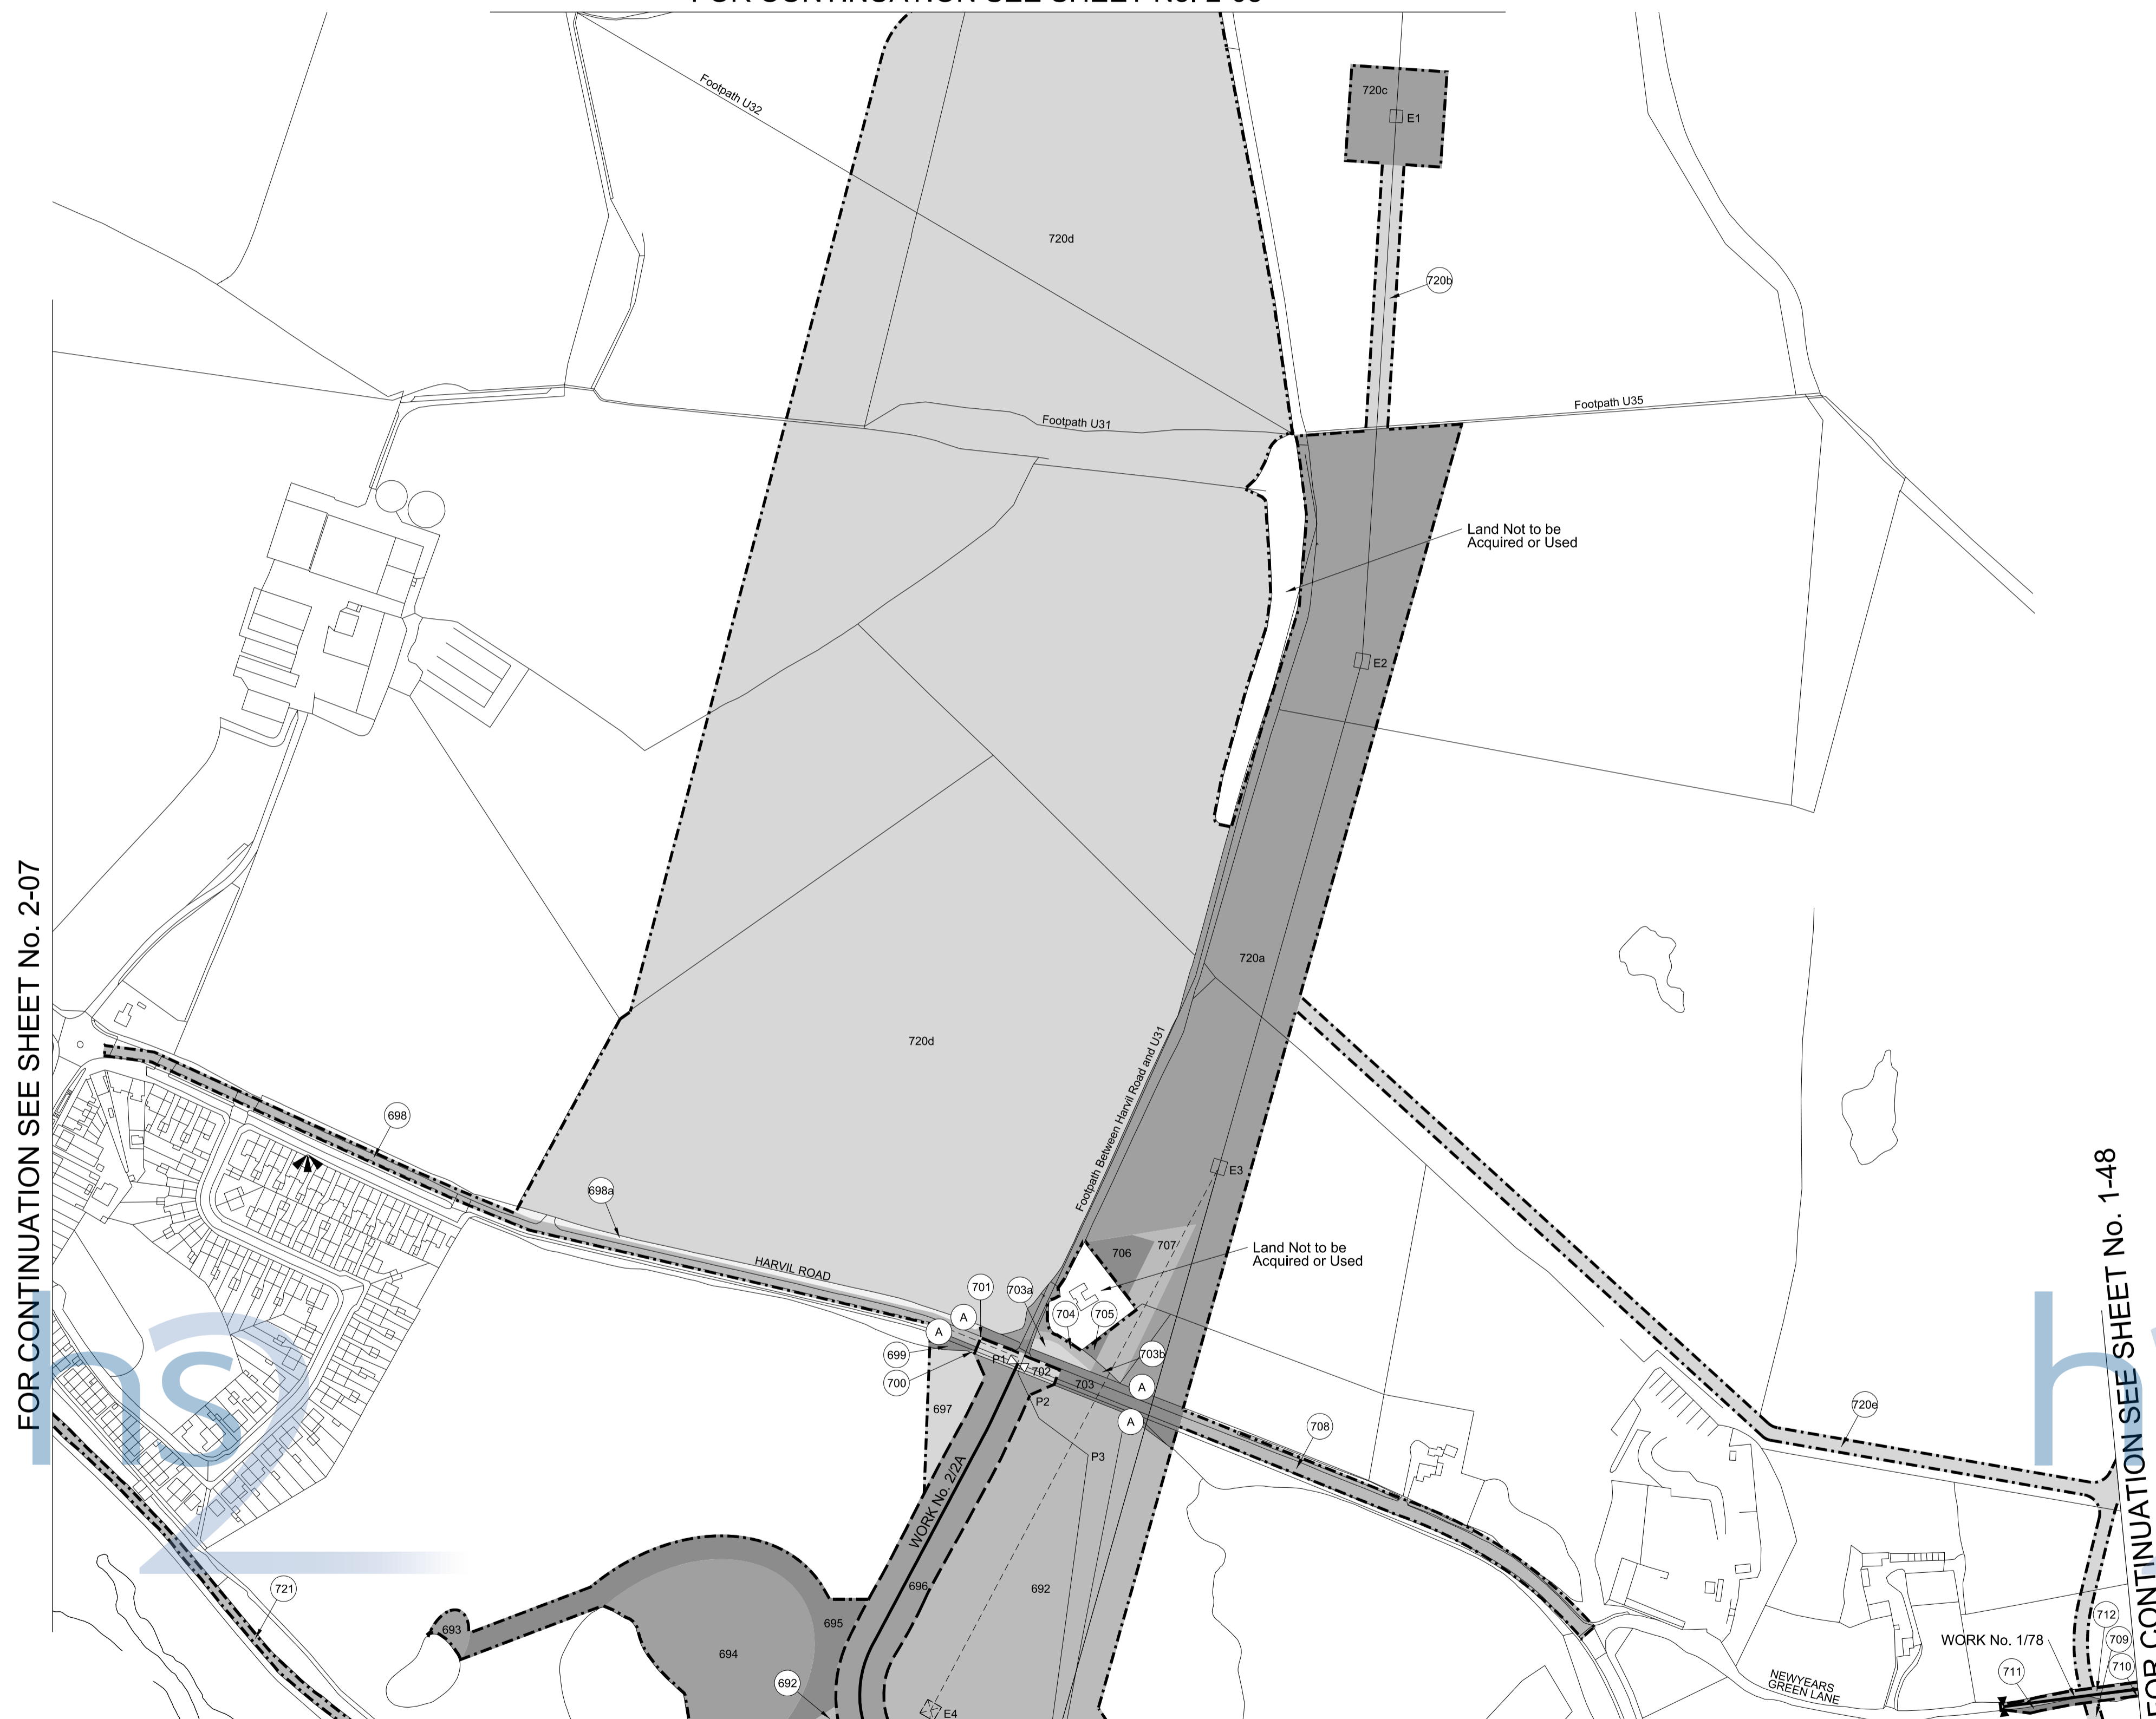 FOR CONTINUATION SEE SHEET No. 2-07
Footpath U32
720c
E1
720d
720b
Footpath U31
Footpath U35
Land Not to be
Acquired or Used
E2
720a
720d
Footpath Between Harvil Road and U31
698
698a
HARVIL ROAD
E3
706
707
Land Not to be
Acquired or Used
701
703a
A
A
704
705
699
P1
702
703b
700
703
A
P2
A
697
P3
708
720e
WORK No. 2/2A
FOR CONTINUATION SEE SHEET No. 1-48
hs2
h
721
696
692
693
695
694
692
E4
712
WORK No. 1/78
709
711
710
NEWYEARS
GREEN LANE